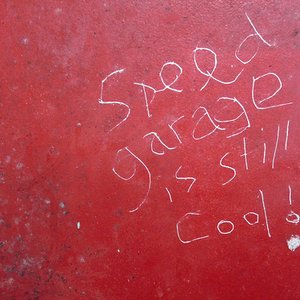 Speed
garage
is still
cool!